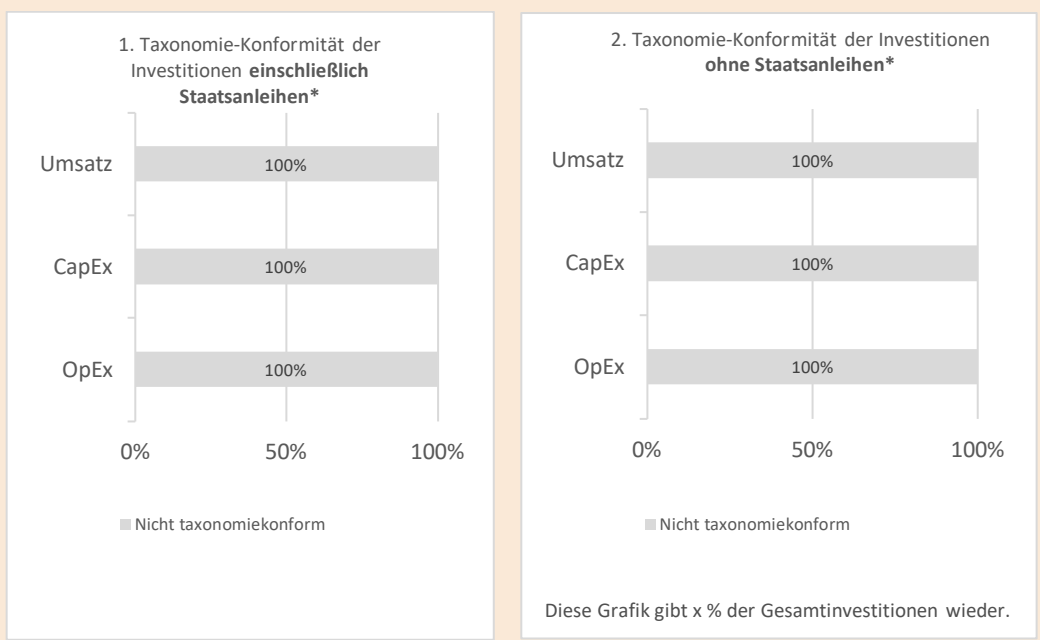 1. Taxonomie-Konformität der
Investitionen einschließlich
Staatsanleihen*
Umsatz
100%
CapEx
100%
OpEx
100%
0%
50%
100%
Nicht taxonomiekonform
2. Taxonomie-Konformität der Investitionen
ohne Staatsanleihen*
Umsatz
100%
CapEx
100%
OpEx
100%
0%
50%
100%
Nicht taxonomiekonform
Diese Grafik gibt x % der Gesamtinvestitionen wieder.